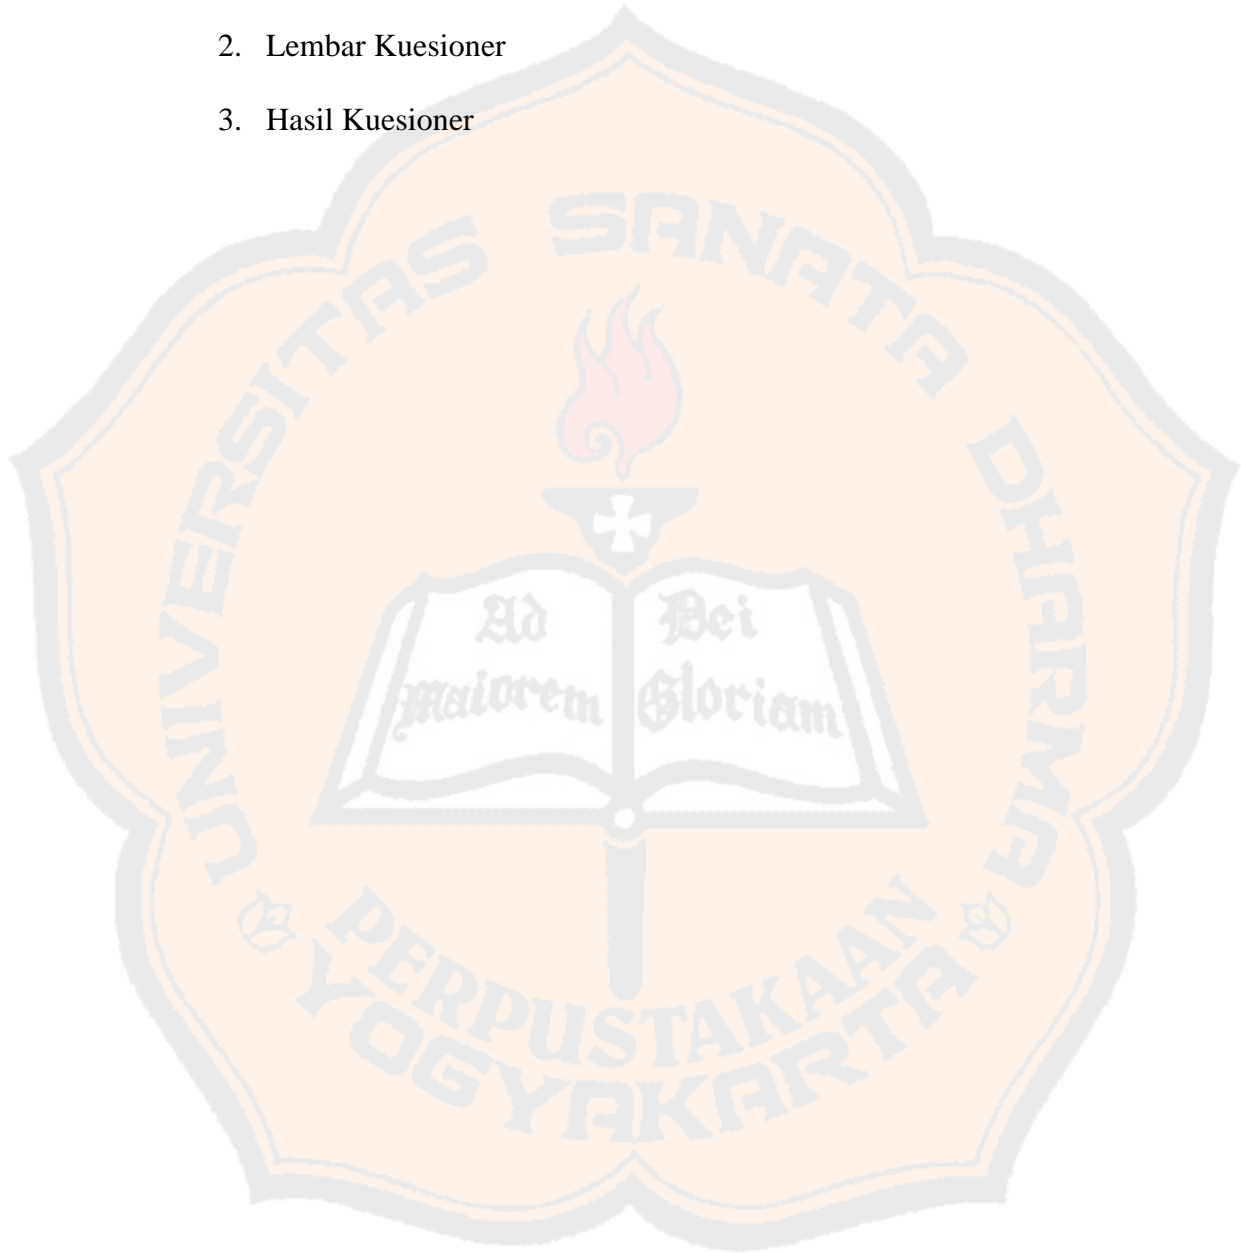 2. Lembar Kuesioner
3. Hasil Kuesioner
UNIVERSITAS SANATA DHARMA
Ad
Maiorem
Dei
Gloriam
PERPUSTAKAAN
YOGYAKARTA